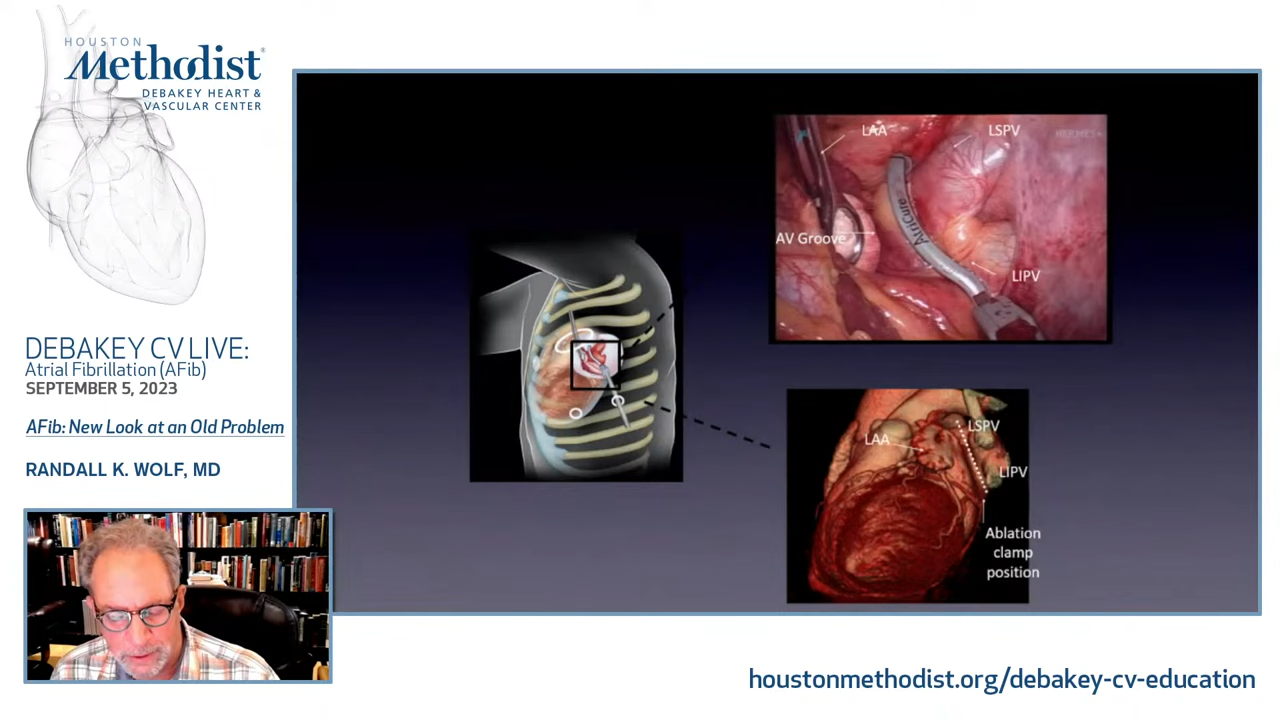 HOUSTON
Methodist®
DEBAKEY HEART &
VASCULAR CENTER
DEBAKEY CV LIVE:
Atrial Fibrillation (AFib)
SEPTEMBER 5, 2023
AFib: New Look at an Old Problem
RANDALL K. WOLF, MD
LAA
LSPV
HERMES
AtriCure
AV Groove
LIPV
LAA
LSPV
LIPV
Ablation
clamp
position
houstonmethodist.org/debakey-cv-education